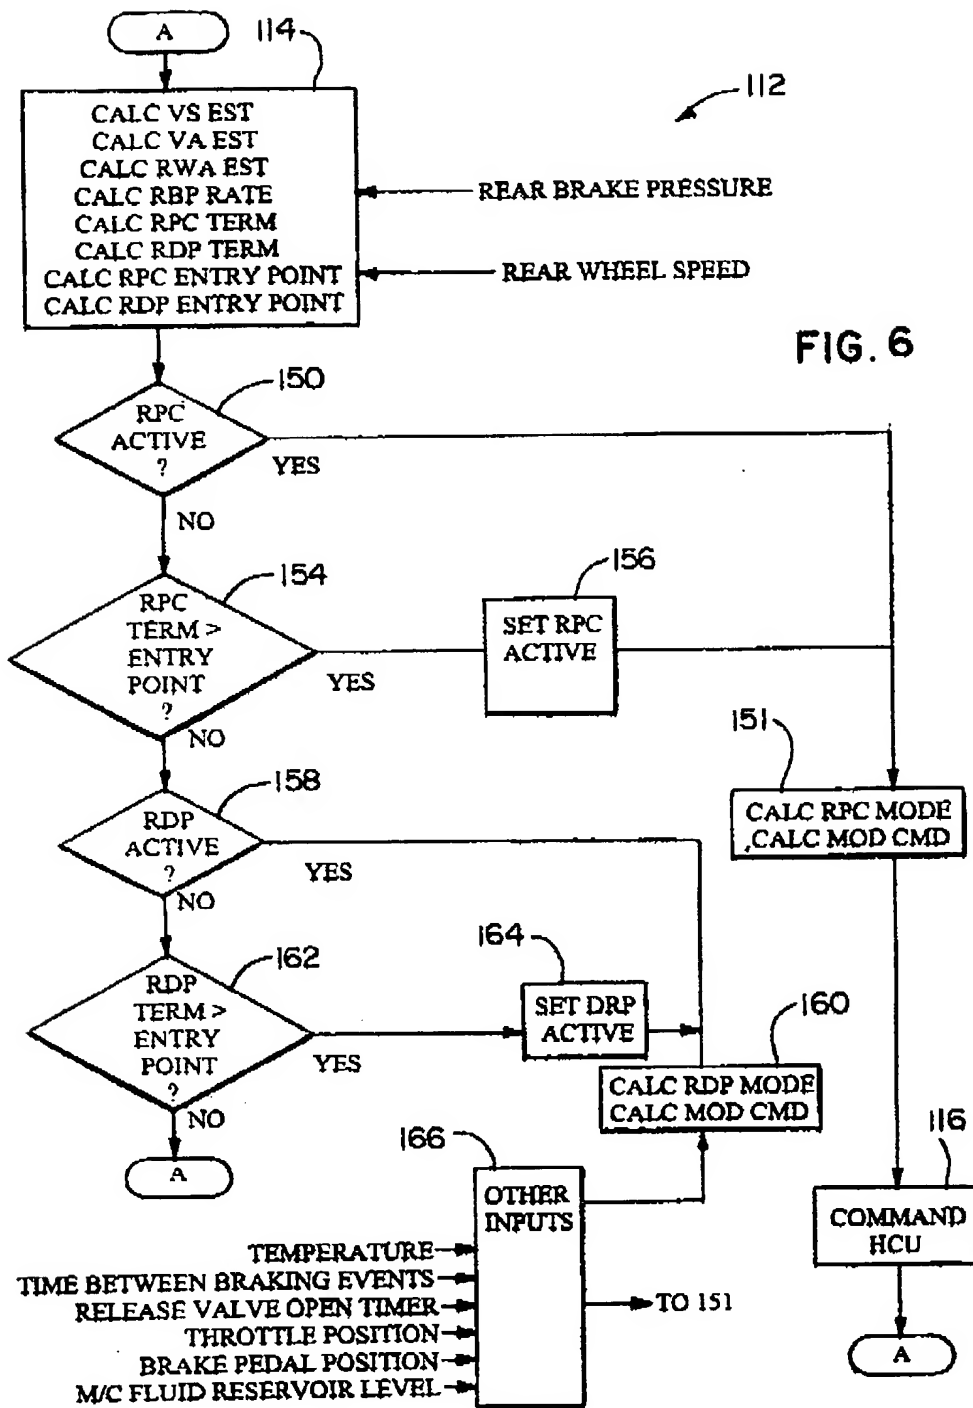 A
114
112
CALC VS EST
CALC VA EST
CALC RWA EST
CALC RBP RATE
CALC RPC TERM
CALC RDP TERM
CALC RPC ENTRY POINT
CALC RDP ENTRY POINT
REAR BRAKE PRESSURE
REAR WHEEL SPEED
FIG. 6
150
RPC
ACTIVE
?
YES
NO
154
RPC
TERM >
ENTRY
POINT
?
YES
NO
156
SET RPC
ACTIVE
151
CALC RPC MODE
CALC MOD CMD
158
RDP
ACTIVE
?
YES
NO
162
RDP
TERM >
ENTRY
POINT
?
YES
NO
A
164
SET DRP
ACTIVE
160
CALC RDP MODE
CALC MOD CMD
166
OTHER
INPUTS
TEMPERATURE
TIME BETWEEN BRAKING EVENTS
RELEASE VALVE OPEN TIMER
THROTTLE POSITION
BRAKE PEDAL POSITION
M/C FLUID RESERVOIR LEVEL
TO 151
116
COMMAND
HCU
A